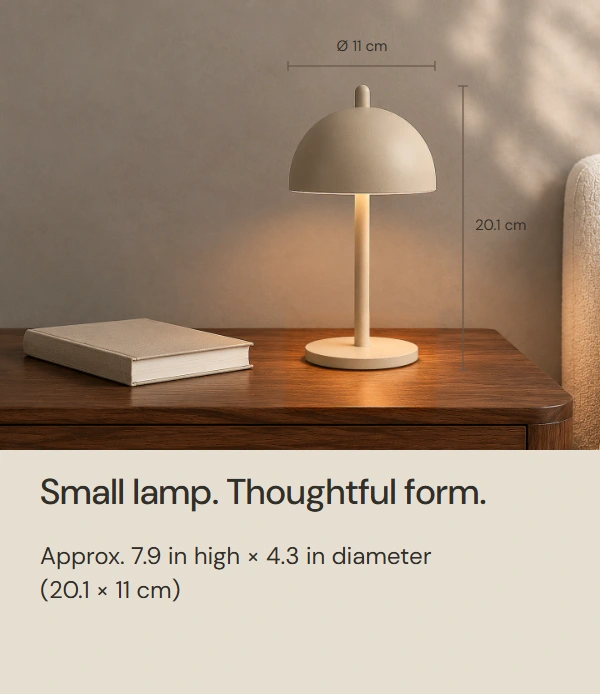 Ø 11 cm
20.1 cm
Small lamp. Thoughtful form.
Approx. 7.9 in high × 4.3 in diameter
(20.1 × 11 cm)